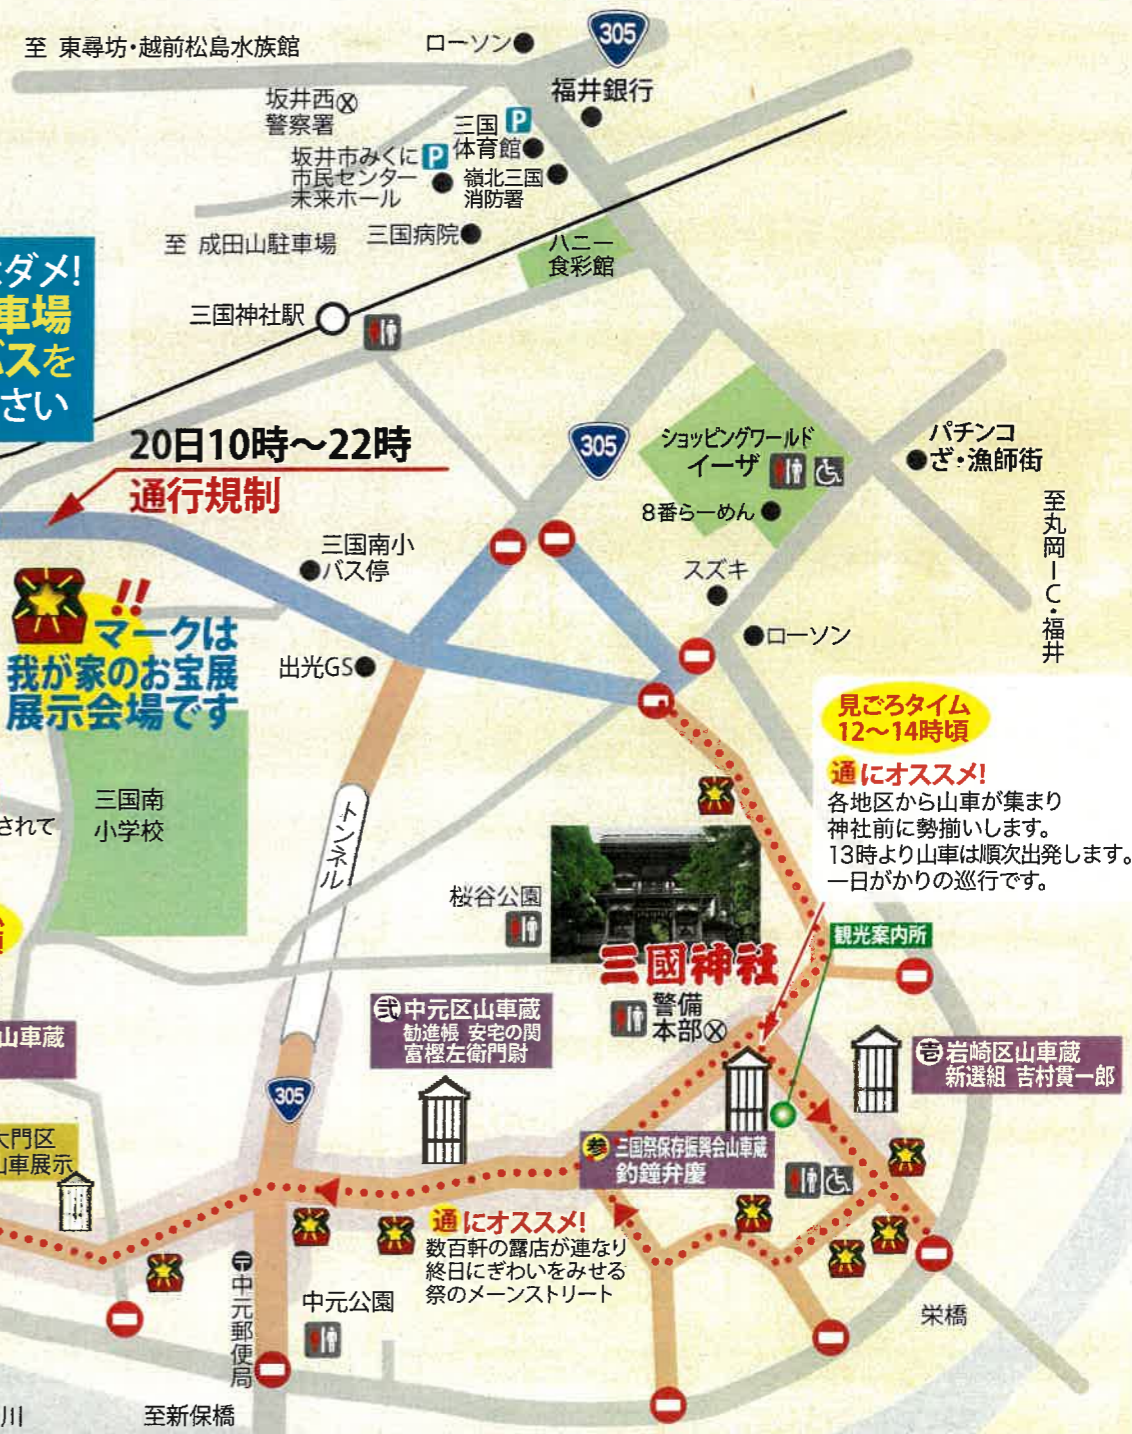 至 東尋坊・越前松島水族館
ローソン
305
福井銀行
坂井西
警察署
三国
体育館
P
坂井市みくに
市民センター
未来ホール
P
嶺北三国
消防署
至 成田山駐車場
三国病院
ハニー
食彩館
三国神社駅
ダメ!
車場
バスを
さい
20日10時〜22時
通行規制
305
ショッピングワールド
イーザ
8番らーめん
パチンコ
ざ・漁師街
至丸岡IC・福井
三国南小
バス停
スズキ
ローソン
出光GS
!!
マークは
我が家のお宝展
展示会場です
三国南
小学校
されて
トンネル
見ごろタイム
12〜14時頃
通にオススメ!
各地区から山車が集まり
神社前に勢揃いします。
13時より山車は順次出発します。
一日がかりの巡行です。
桜谷公園
三國神社
観光案内所
警備
本部
弐 中元区山車蔵
勧進帳 安宅の関
富樫左衛門尉
山車蔵
壱 岩崎区山車蔵
新選組 吉村貫一郎
305
大門区
山車展示
参 三国祭保存振興会山車蔵
釣鐘弁慶
通にオススメ!
数百軒の露店が連なり
終日にぎわいをみせる
祭のメーンストリート
中元郵便局
中元公園
栄橋
川
至新保橋